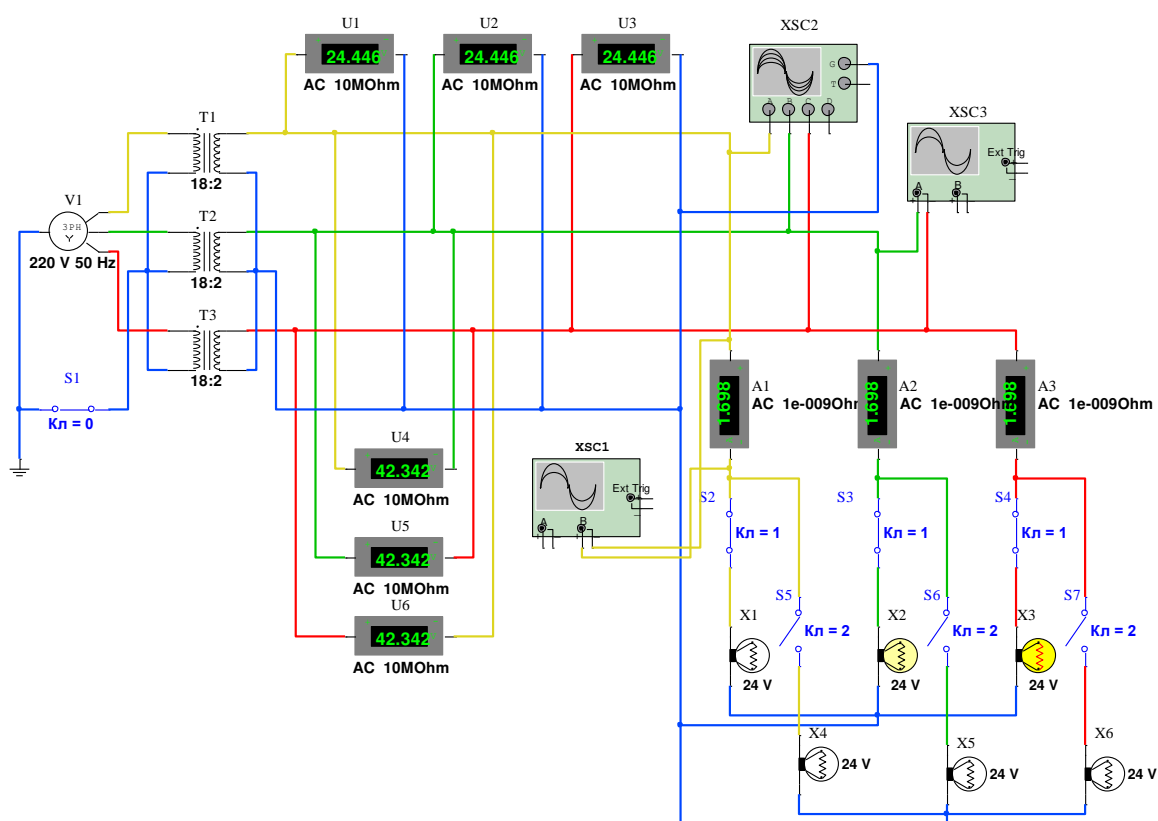 U1
U2
U3
XSC2
24.446
24.446
24.446
AC 10MOhm
AC 10MOhm
AC 10MOhm
G
T
A B C D
XSC3
Ext Trig
A
B
T1
18:2
V1
3PH
Y
220 V 50 Hz
T2
18:2
T3
18:2
S1
Кл = 0
A1
1.698
AC 1e-009Ohm
A2
1.698
AC 1e-009Ohm
A3
1.698
AC 1e-009Ohm
U4
42.342
AC 10MOhm
U5
42.342
AC 10MOhm
U6
42.342
AC 10MOhm
XSC1
Ext Trig
A
B
S2
Кл = 1
S3
Кл = 1
S4
Кл = 1
S5
Кл = 2
S6
Кл = 2
S7
Кл = 2
X1
24 V
X2
24 V
X3
24 V
X4
24 V
X5
24 V
X6
24 V